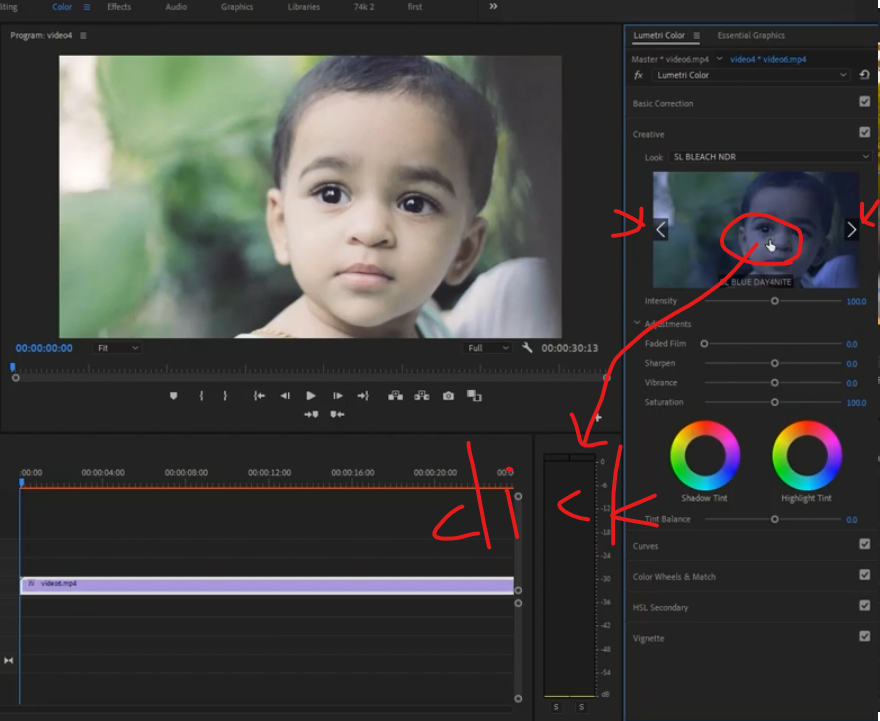 iting Color Effects Audio Graphics Libraries 74k 2 first »
Program: video4
Lumetri Color Essential Graphics
Master * video6.mp4 video4 * video6.mp4
fx Lumetri Color
Basic Correction
Creative
Look SL BLEACH NDR
SL BLUE DAY4NITE
Intensity 100.0
Adjustments
Faded Film 0.0
Sharpen 0.0
Vibrance 0.0
Saturation 100.0
Shadow Tint Highlight Tint
Tint Balance 0.0
Curves
Color Wheels & Match
HSL Secondary
Vignette
00:00:00:00 Fit Full 00:00:30:13
:00:00 00:00:04:00 00:00:08:00 00:00:12:00 00:00:16:00 00:00:20:00 00:0
fx video6.mp4
0
-6
-12
-18
-24
-30
-36
-42
-48
-54
dB
S S